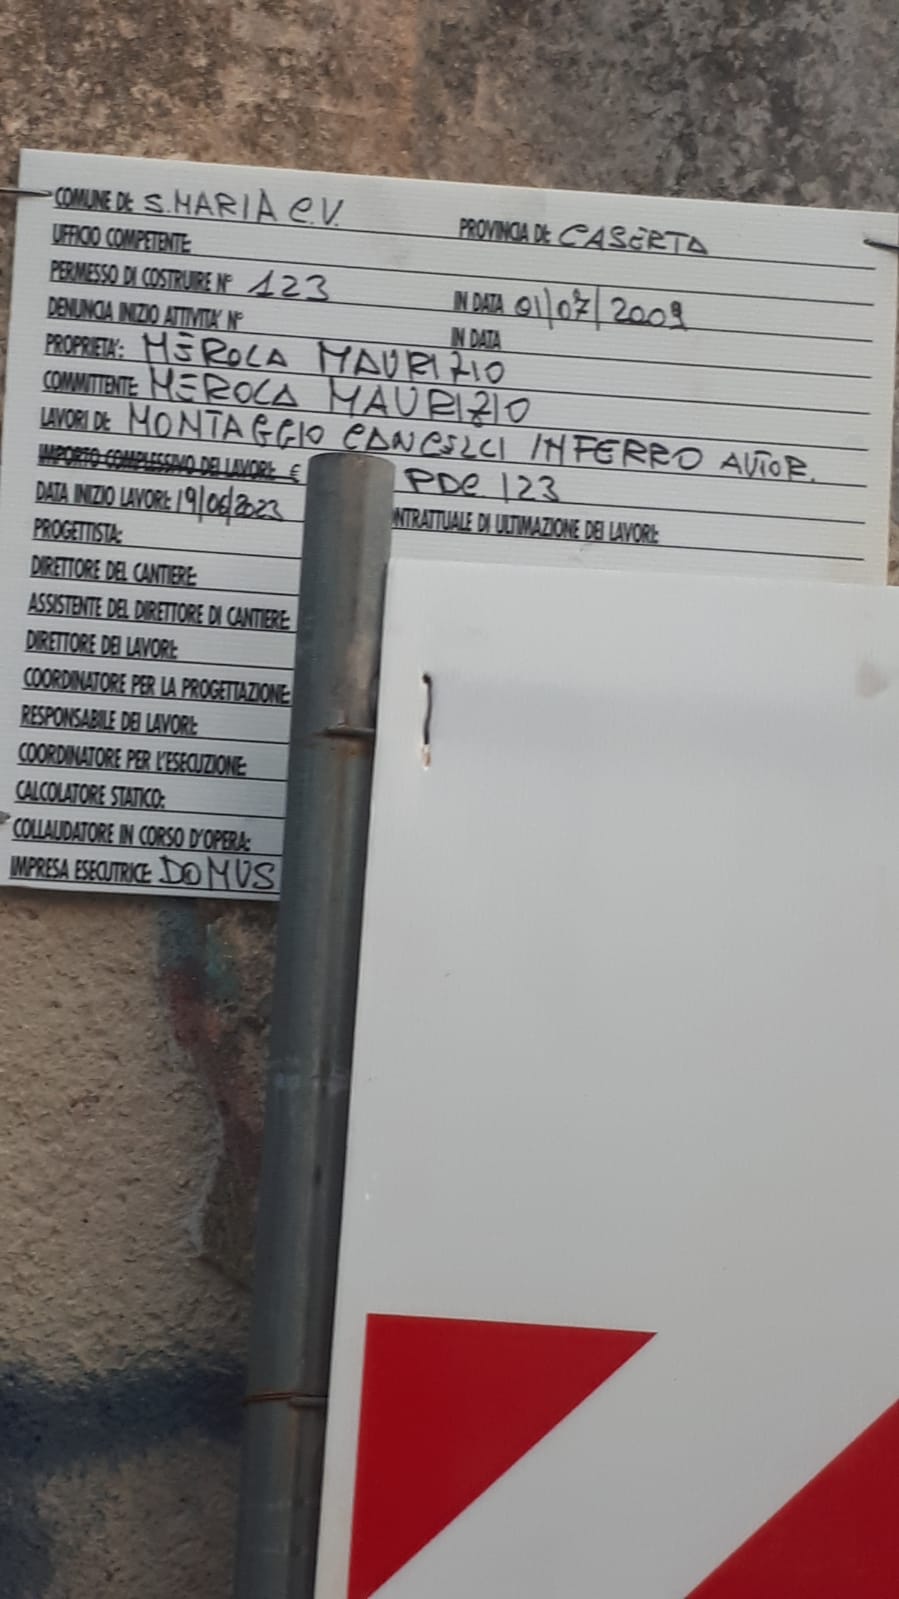 COMUNE DI: S. MARIA C.V. PROVINCIA DI: CASERTA
UFFICIO COMPETENTE:
PERMESSO DI COSTRUIRE N° 123 IN DATA 01/07/2009
DENUNCIA INIZIO ATTIVITA' N° IN DATA
PROPRIETA': MEROLA MAURIZIO
COMMITTENTE: MEROLA MAURIZIO
LAVORI DI: MONTAGGIO CANCELLI IN FERRO AUTOR.
IMPORTO COMPLESSIVO DEI LAVORI: € PDC 123
DATA INIZIO LAVORI: 19/06/2023 NTRATTUALE DI ULTIMAZIONE DEI LAVORI:
PROGETTISTA:
DIRETTORE DEL CANTIERE:
ASSISTENTE DEL DIRETTORE DI CANTIERE:
DIRETTORE DEI LAVORI:
COORDINATORE PER LA PROGETTAZIONE:
RESPONSABILE DEI LAVORI:
COORDINATORE PER L'ESECUZIONE:
CALCOLATORE STATICO:
COLLAUDATORE IN CORSO D'OPERA:
IMPRESA ESECUTRICE: DOMUS